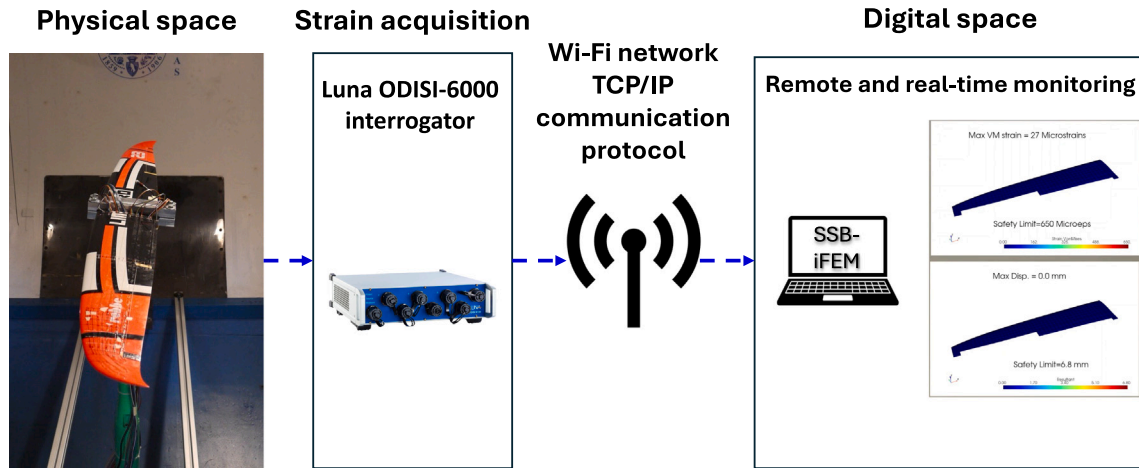 Physical space
Strain acquisition
Luna ODISI-6000
interrogator
Wi-Fi network
TCP/IP
communication
protocol
Digital space
Remote and real-time monitoring
SSB-
iFEM
Max VM strain = 27 Microstrains
Safety Limit=650 Microeps
Max Disp. = 0.0 mm
Safety Limit=6.8 mm
Resultant